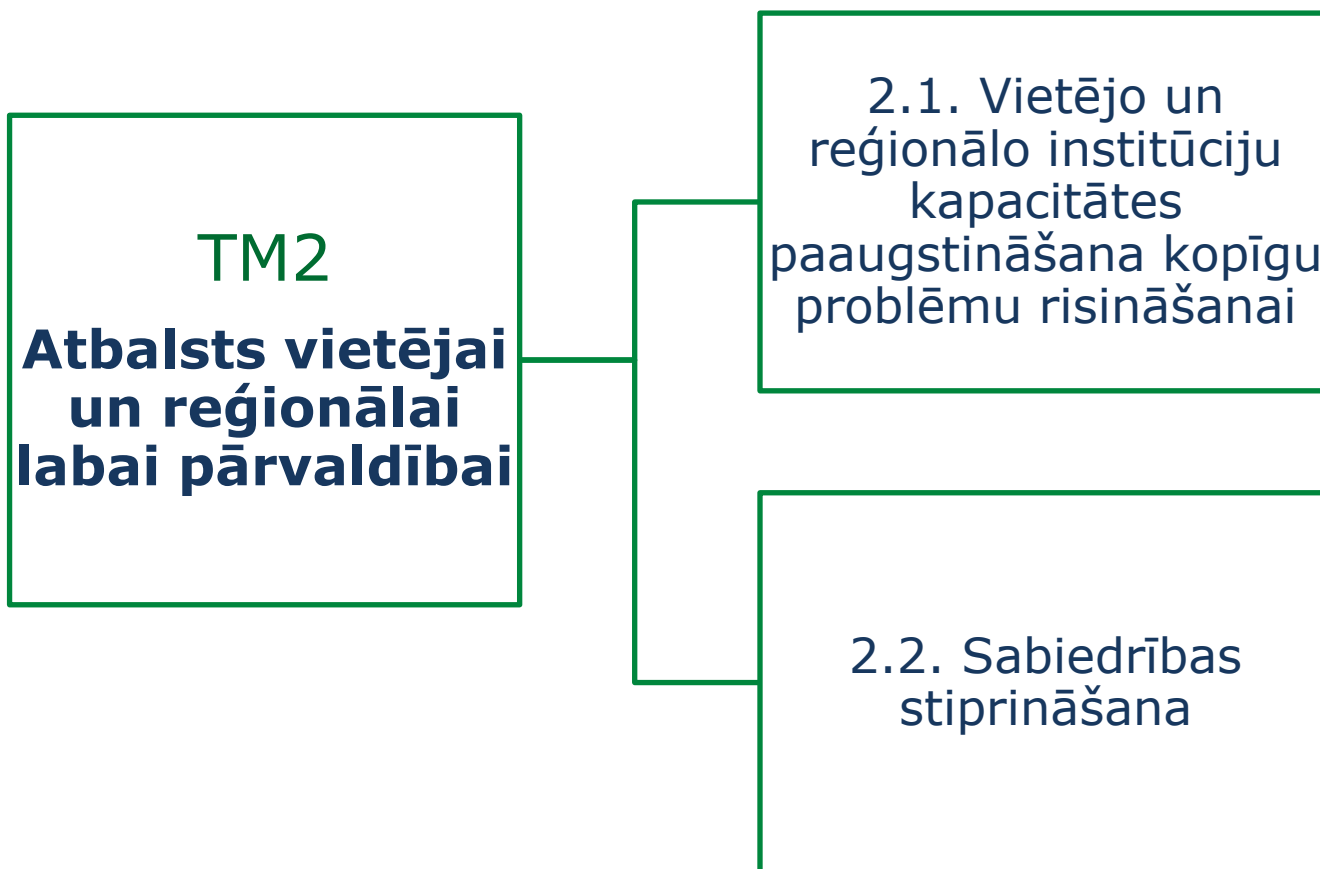 TM2
Atbalsts vietējai
un reģionālai
labai pārvaldībai
2.1. Vietējo un
reģionālo institūciju
kapacitātes
paaugstināšana kopīgu
problēmu risināšanai
2.2. Sabiedrības
stiprināšana